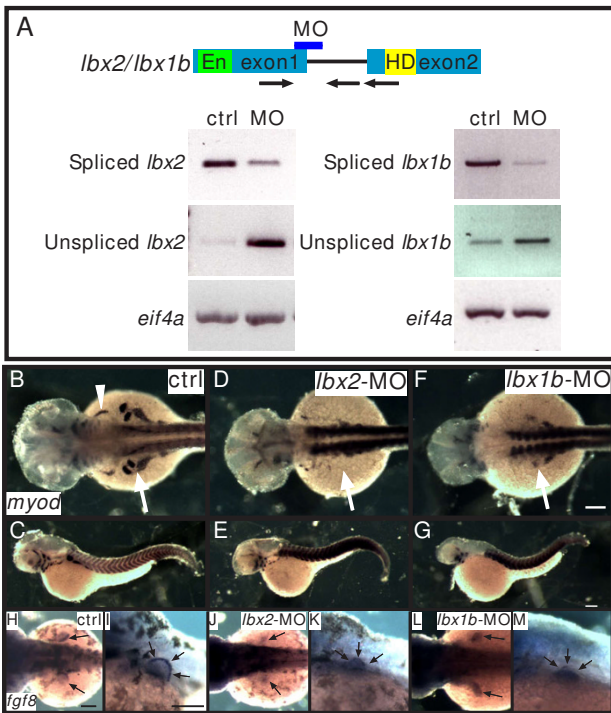 A
MO
lbx2/lbx1b En exon1 HD exon2
ctrl MO ctrl MO
Spliced lbx2 Spliced lbx1b
Unspliced lbx2 Unspliced lbx1b
eif4a eif4a
B ctrl D lbx2-MO F lbx1b-MO
myod
C E G
H ctrl I J lbx2-MO K L lbx1b-MO M
fgf8